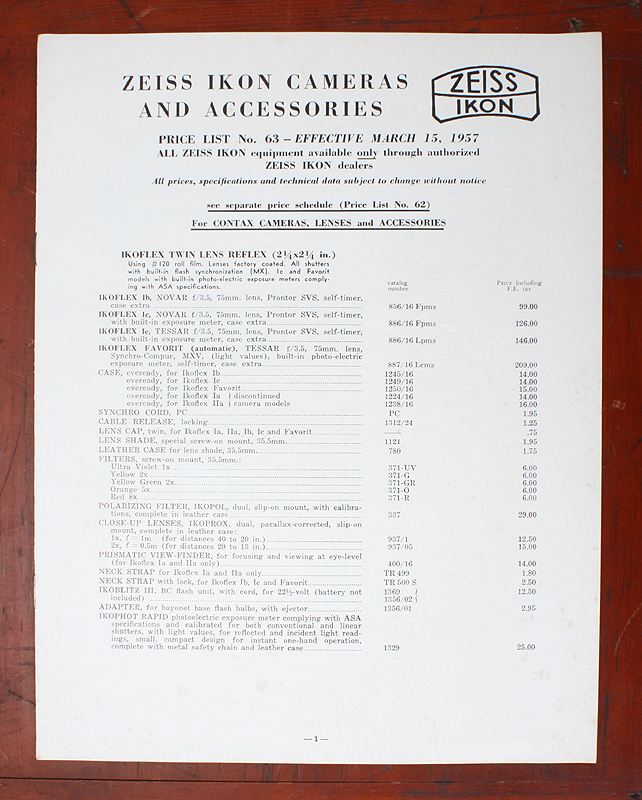 ZEISS IKON CAMERAS
AND ACCESSORIES
ZEISS
IKON
PRICE LIST No. 63 – EFFECTIVE MARCH 15, 1957
ALL ZEISS IKON equipment available only through authorized
ZEISS IKON dealers
All prices, specifications and technical data subject to change without notice
see separate price schedule (Price List No. 62)
For CONTAX CAMERAS, LENSES and ACCESSORIES
IKOFLEX TWIN LENS REFLEX (2¼x2¼ in.)
Using #120 roll film. Lenses factory coated. All shutters
with built-in flash synchronization (MX). Ic and Favorit
models with built-in photo-electric exposure meters comply-
ing with ASA specifications.
catalog number
PRICE including F.E. tax
IKOFLEX Ib, NOVAR f/3.5, 75mm. lens, Prontor SVS, self-timer,
case extra 856/16 Fpms 99.00
IKOFLEX Ic, NOVAR f/3.5, 75mm. lens, Prontor SVS, self-timer,
with built-in exposure meter, case extra 886/16 Fpms 126.00
IKOFLEX Ic, TESSAR f/3.5, 75mm. lens, Prontor SVS, self-timer,
with built-in exposure meter, case extra 886/16 Lpms 146.00
IKOFLEX FAVORIT (automatic), TESSAR f/3.5, 75mm. lens,
Synchro-Compur, MXV, (light values), built-in photo-electric
exposure meter, self-timer, case extra 887/16 Lcms 209.00
CASE, eveready, for Ikoflex Ib 1245/16 14.00
eveready, for Ikoflex Ic 1249/16 14.00
eveready, for Ikoflex Favorit 1250/16 15.00
eveready, for Ikoflex Ia } discontinued 1224/16 14.00
eveready, for Ikoflex IIa } camera models 1238/16 16.00
SYNCHRO CORD, PC PC 1.95
CABLE RELEASE, locking 1312/24 1.25
LENS CAP, twin, for Ikoflex Ia, IIa, Ib, Ic and Favorit —— .75
LENS SHADE, special screw-on mount, 35.5mm. 1121 1.95
LEATHER CASE for lens shade, 35.5mm. 780 1.75
FILTERS, screw-on mount, 35.5mm.:
Ultra Violet 1x 371-UV 6.00
Yellow 2x 371-G 6.00
Yellow Green 2x 371-GR 6.00
Orange 5x 371-O 6.00
Red 8x 371-R 6.00
POLARIZING FILTER, IKOPOL, dual, slip-on mount, with calibra-
tions, complete in leather case 337 29.00
CLOSE-UP LENSES, IKOPROX, dual, parallax-corrected, slip-on
mount, complete in leather case:
1x, f = 1m (for distances 40 to 20 in.) 937/1 12.50
2x, f = 0.5m (for distances 20 to 13 in.) 937/05 15.00
PRISMATIC VIEW-FINDER, for focusing and viewing at eye-level
(for Ikoflex Ia and IIa only) 400/16 14.00
NECK STRAP for Ikoflex Ia and IIa only TR 499 1.80
NECK STRAP with lock, for Ikoflex Ib, Ic and Favorit TR 500 S 2.50
IKOBLITZ III, BC flash unit, with cord, for 22½-volt (battery not 1369 } 12.50
included) 1356/02 }
ADAPTER, for bayonet base flash bulbs, with ejector 1356/01 2.95
IKOPHOT RAPID photoelectric exposure meter complying with ASA
specifications and calibrated for both conventional and linear
shutters, with light values, for reflected and incident light read-
ings, small, compact design for instant one-hand operation,
complete with metal safety chain and leather case 1329 25.00
—1—